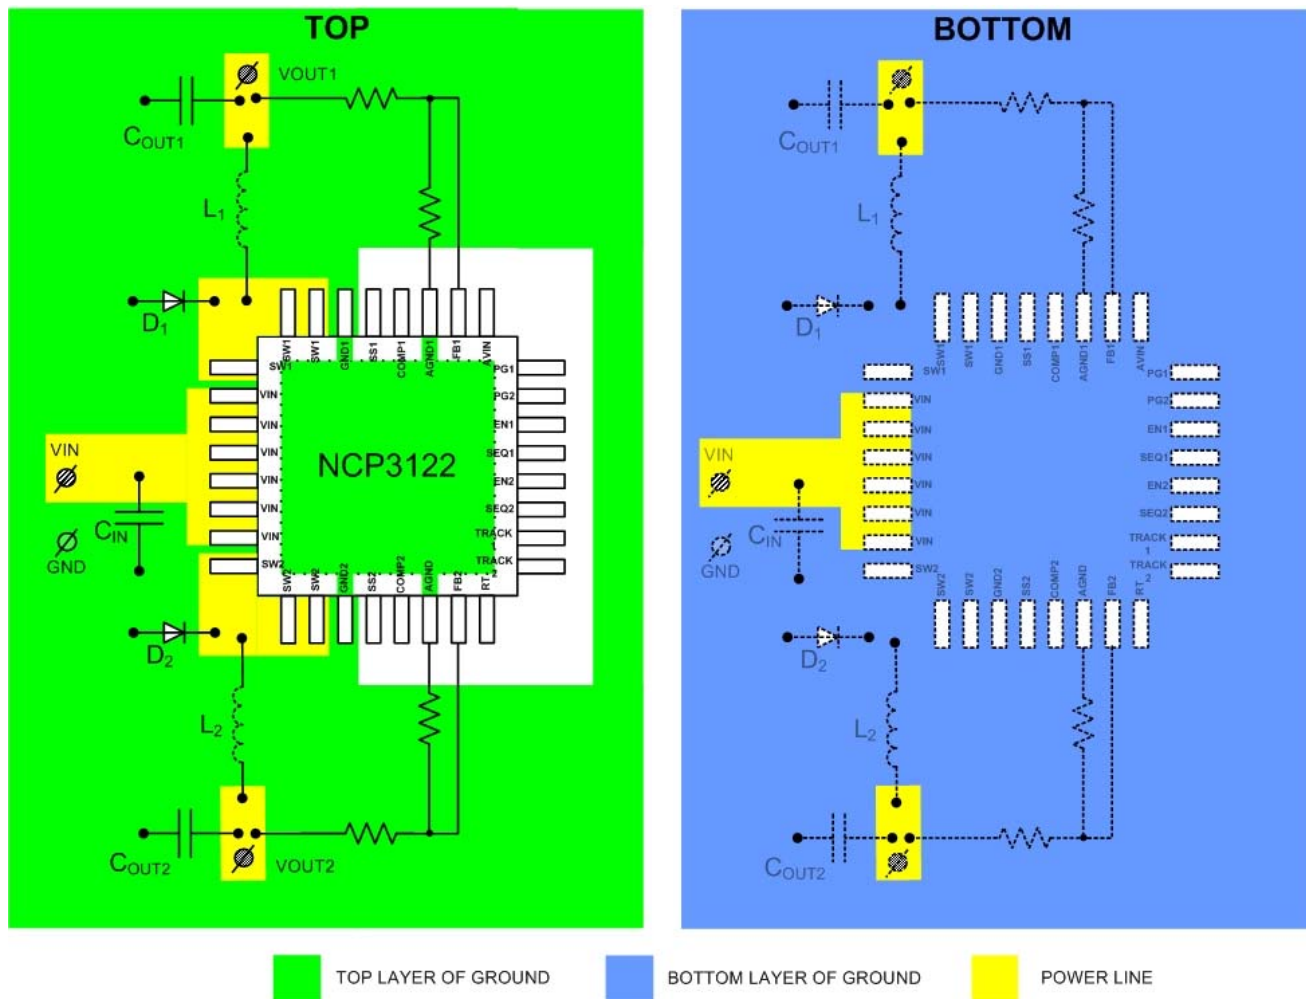 TOP
VOUT1
COUT1
L1
D1
SW1
SW1
GND1
SS1
COMP1
AGND1
FB1
AVIN
SW1
VIN
VIN
VIN
VIN
VIN
VIN
SW2
PG1
PG2
EN1
SEQ1
EN2
SEQ2
TRACK
1
TRACK
2
NCP3122
VIN
CIN
GND
SW2
SW2
GND2
SS2
COMP2
AGND
FB2
RT
D2
L2
COUT2
VOUT2
BOTTOM
COUT1
L1
D1
SW1
SW1
GND1
SS1
COMP1
AGND1
FB1
AVIN
SW1
VIN
VIN
VIN
VIN
VIN
VIN
SW2
PG1
PG2
EN1
SEQ1
EN2
SEQ2
TRACK
1
TRACK
2
VIN
CIN
GND
SW2
SW2
GND2
SS2
COMP2
AGND
FB2
RT
D2
L2
COUT2
TOP LAYER OF GROUND
BOTTOM LAYER OF GROUND
POWER LINE